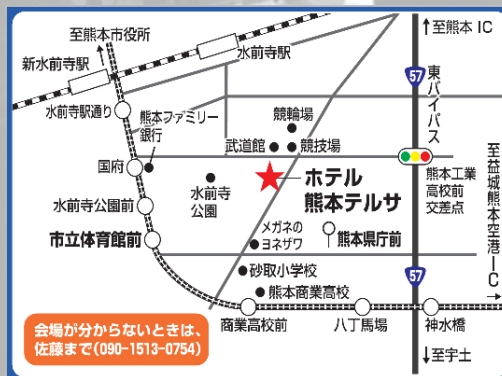 至熊本市役所
水前寺駅
新水前寺駅
↑至熊本 IC
57
東バイパス
水前寺駅通り
熊本ファミリー
銀行
競輪場
武道館
競技場
国府
水前寺
公園
ホテル
熊本テルサ
熊本工業
高校前
交差点
至益城熊本空港IC→
水前寺公園前
メガネの
ヨネザワ
熊本県庁前
市立体育館前
砂取小学校
57
熊本商業高校
商業高校前
八丁馬場
神水橋
会場が分からないときは、
佐藤まで(090-1513-0754)
↓至宇土